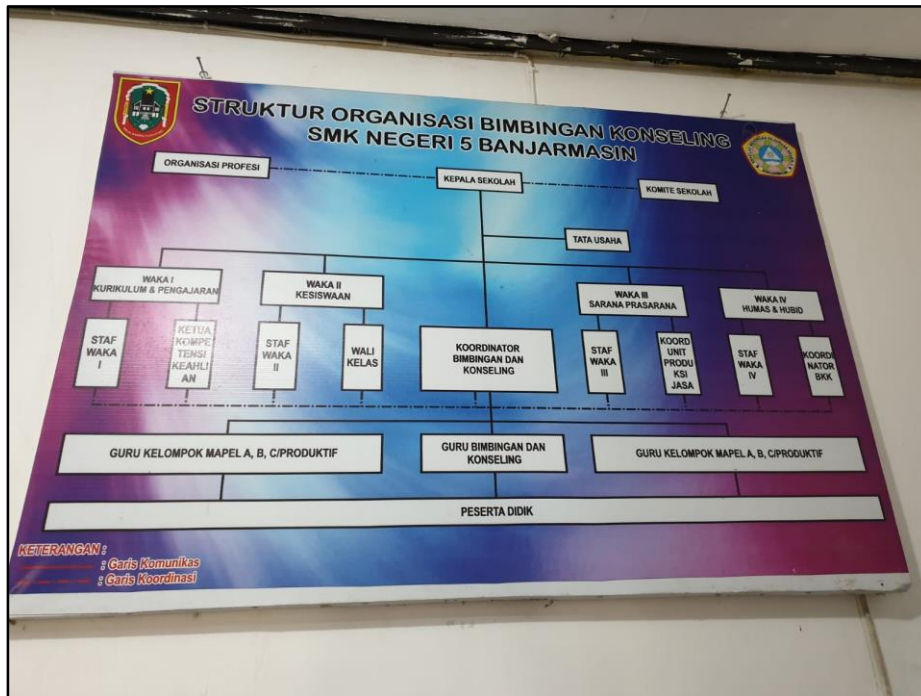 STRUKTUR ORGANISASI BIMBINGAN KONSELING
SMK NEGERI 5 BANJARMASIN
ORGANISASI PROFESI
KEPALA SEKOLAH
KOMITE SEKOLAH
TATA USAHA
WAKA I
KURIKULUM & PENGAJARAN
WAKA II
KESISWAAN
WAKA III
SARANA PRASARANA
WAKA IV
HUMAS & HUBID
STAF
WAKA
I
KETUA
KOMPE
TENSI
KEAHLI
AN
STAF
WAKA
II
WALI
KELAS
KOORDINATOR
BIMBINGAN DAN
KONSELING
STAF
WAKA
III
KOORD
UNIT
PRODU
KSI
JASA
STAF
WAKA
IV
KOORDI
NATOR
BKK
GURU KELOMPOK MAPEL A, B, C/PRODUKTIF
GURU BIMBINGAN DAN
KONSELING
GURU KELOMPOK MAPEL A, B, C/PRODUKTIF
PESERTA DIDIK
KETERANGAN :
: Garis Komunikas
: Garis Koordinasi